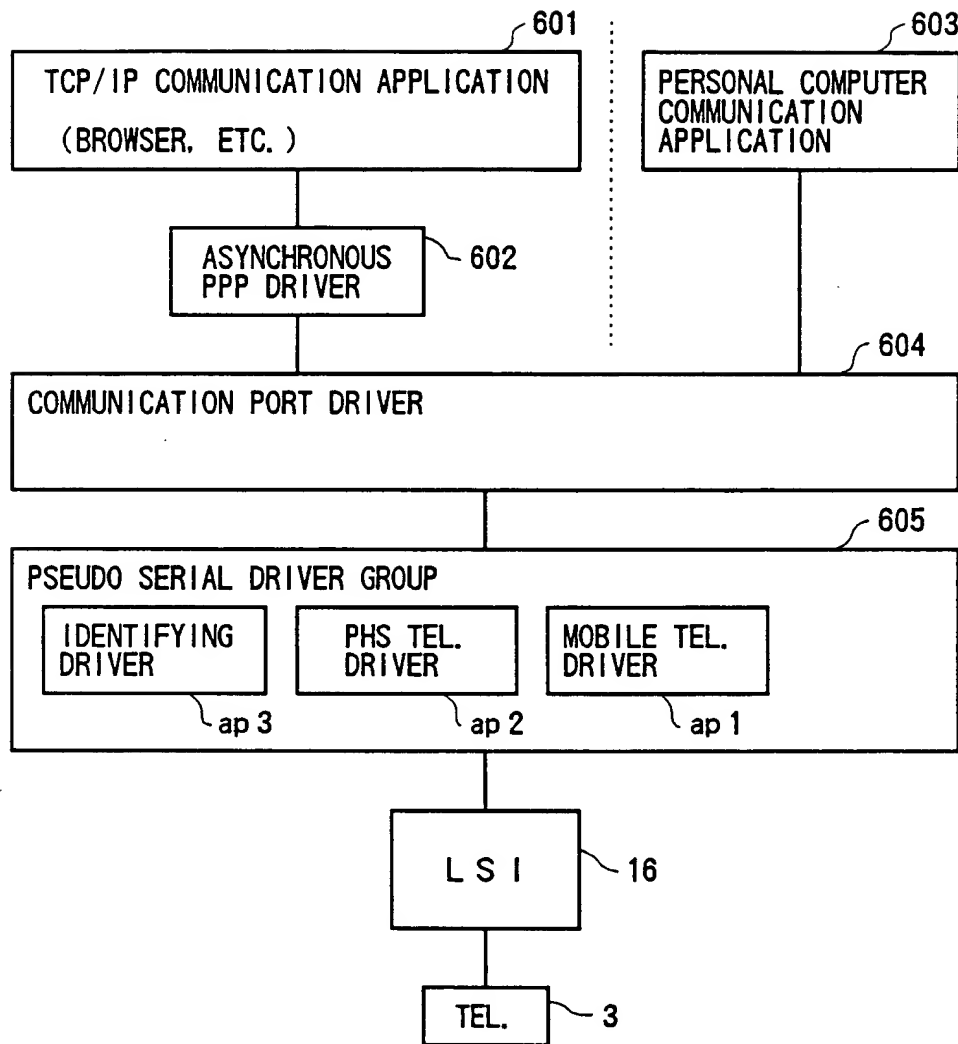 601
603
TCP/IP COMMUNICATION APPLICATION
(BROWSER, ETC.)
PERSONAL COMPUTER
COMMUNICATION
APPLICATION
ASYNCHRONOUS
PPP DRIVER
602
604
COMMUNICATION PORT DRIVER
605
PSEUDO SERIAL DRIVER GROUP
IDENTIFYING
DRIVER
PHS TEL.
DRIVER
MOBILE TEL.
DRIVER
ap 3
ap 2
ap 1
LSI
16
TEL.
3